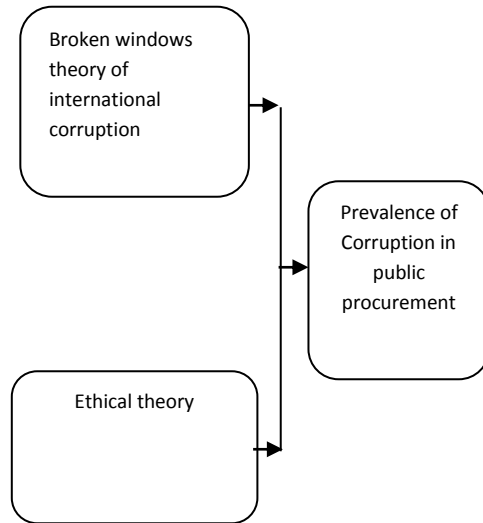 Broken windows
theory of
international
corruption
Prevalence of
Corruption in
public
procurement
Ethical theory